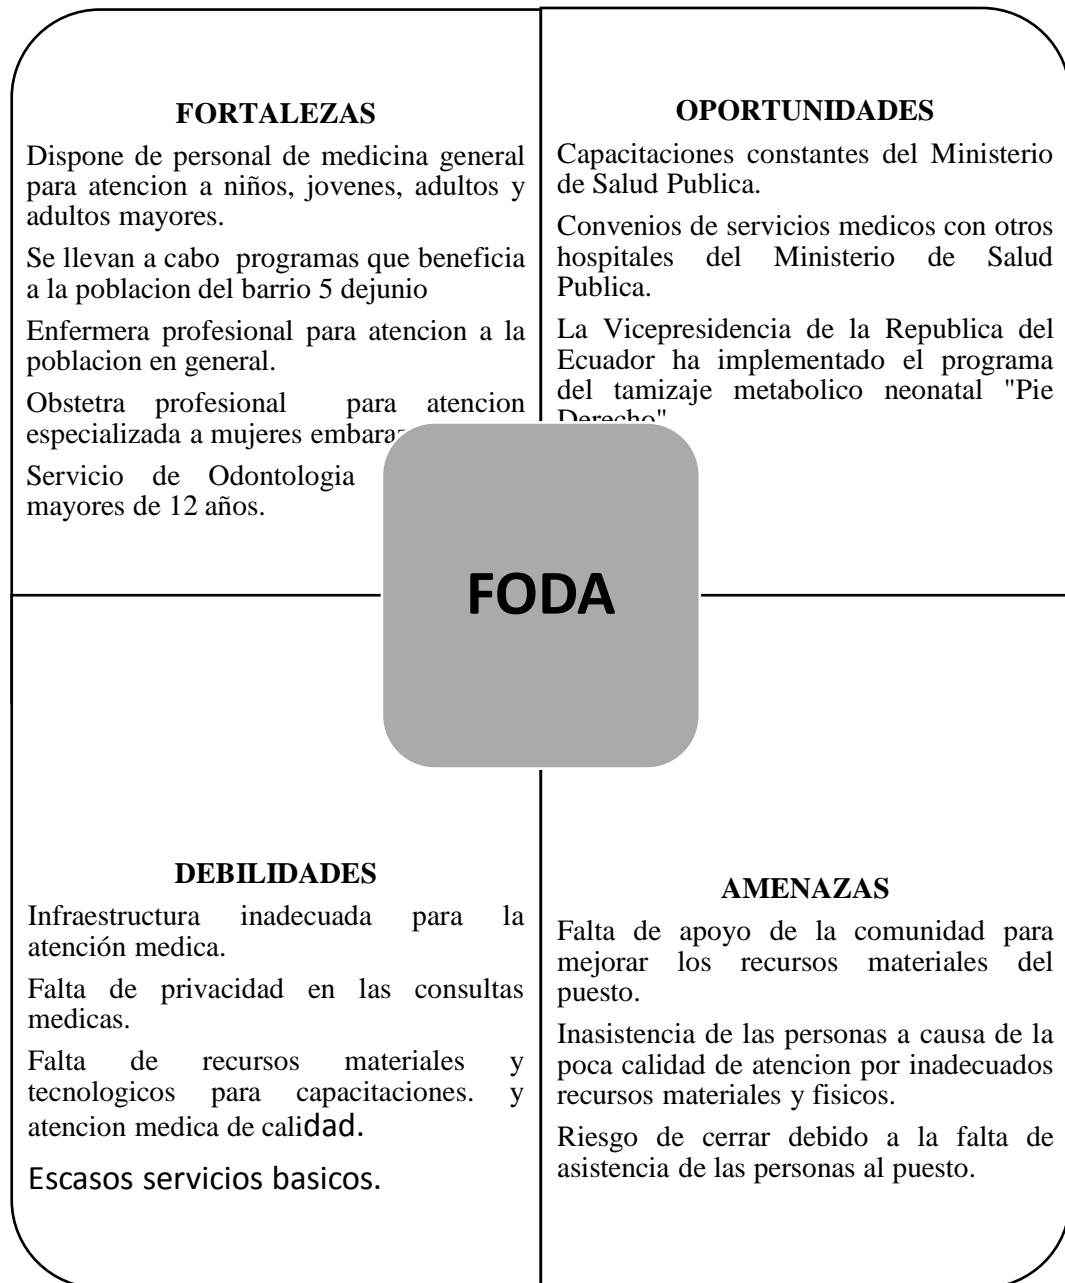 FORTALEZAS
Dispone de personal de medicina general
para atencion a niños, jovenes, adultos y
adultos mayores.
Se llevan a cabo programas que beneficia
a la poblacion del barrio 5 dejunio
Enfermera profesional para atencion a la
poblacion en general.
Obstetra profesional para atencion
especializada a mujeres
Servicio de Odontologia
mayores de 12 años.
OPORTUNIDADES
Capacitaciones constantes del Ministerio
de Salud Publica.
Convenios de servicios medicos con otros
hospitales del Ministerio de Salud
Publica.
La Vicepresidencia de la Republica del
Ecuador ha implementado el programa
del tamizaje metabolico neonatal "Pie
Derecho"
FODA
DEBILIDADES
Infraestructura inadecuada para la
atención medica.
Falta de privacidad en las consultas
medicas.
Falta de recursos materiales y
tecnologicos para capacitaciones. y
atencion medica de calidad.
Escasos servicios basicos.
AMENAZAS
Falta de apoyo de la comunidad para
mejorar los recursos materiales del
puesto.
Inasistencia de las personas a causa de la
poca calidad de atencion por inadecuados
recursos materiales y fisicos.
Riesgo de cerrar debido a la falta de
asistencia de las personas al puesto.